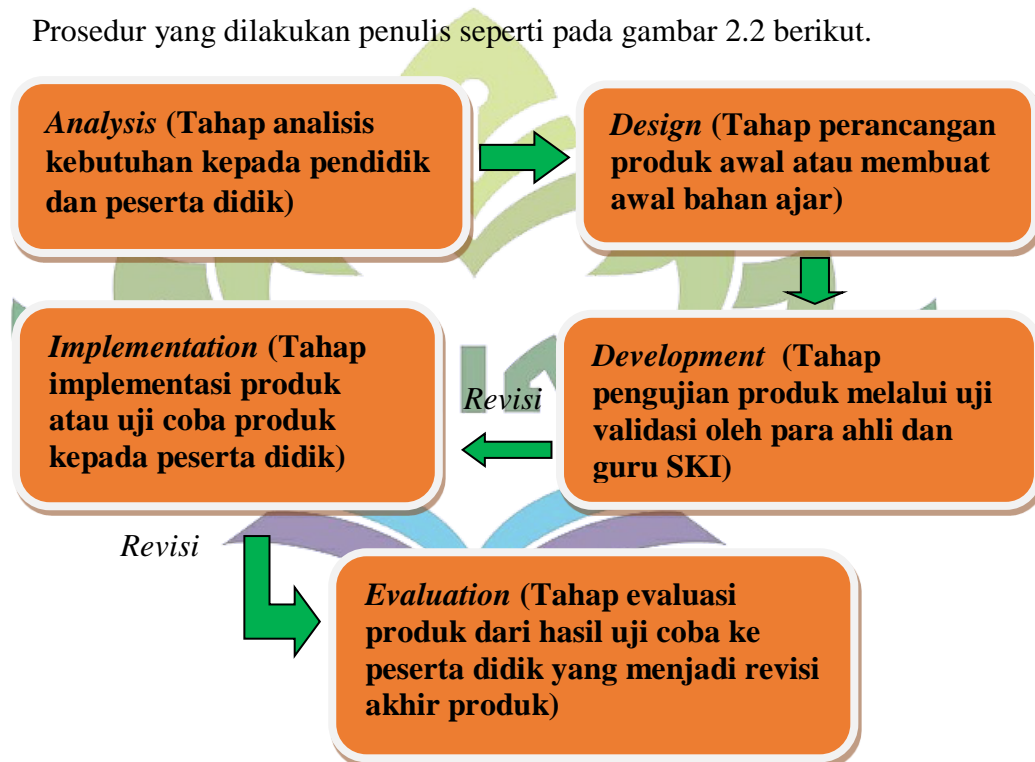 Prosedur yang dilakukan penulis seperti pada gambar 2.2 berikut.
Analysis (Tahap analisis
kebutuhan kepada pendidik
dan peserta didik)
Design (Tahap perancangan
produk awal atau membuat
awal bahan ajar)
Development (Tahap
pengujian produk melalui uji
validasi oleh para ahli dan
guru SKI)
Revisi
Implementation (Tahap
implementasi produk
atau uji coba produk
kepada peserta didik)
Revisi
Evaluation (Tahap evaluasi
produk dari hasil uji coba ke
peserta didik yang menjadi revisi
akhir produk)